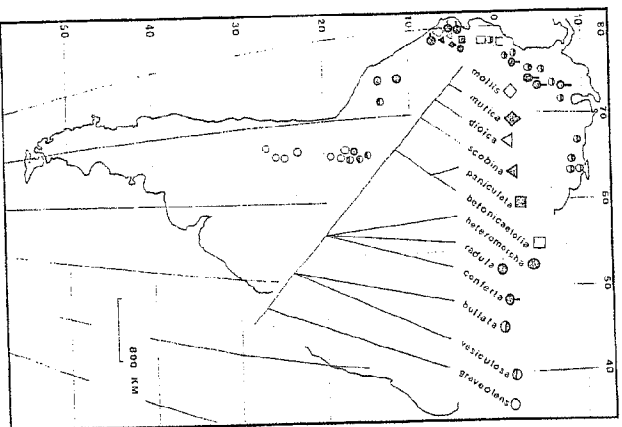 50
40
30
20
10
0
10
80
mollis
mutica
70
dioica
scobina
paniculata
60
betonicaefolia
heteromorpha
radula
conferta
50
bullata
800 KM
vesiculosa
40
graveolens